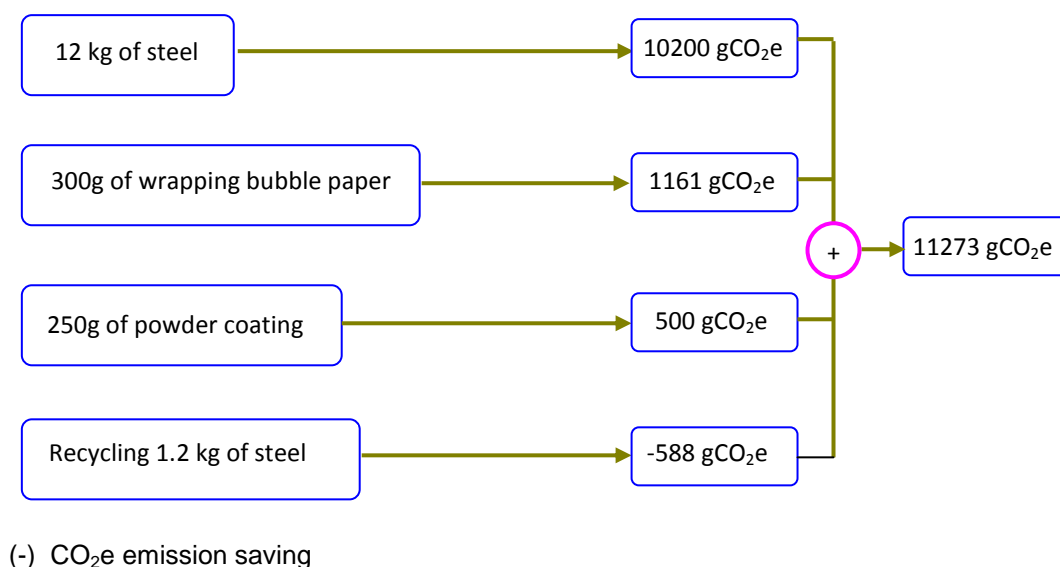 12 kg of steel
10200 gCO₂e
300g of wrapping bubble paper
1161 gCO₂e
+
11273 gCO₂e
250g of powder coating
500 gCO₂e
Recycling 1.2 kg of steel
-588 gCO₂e
(-) CO₂e emission saving